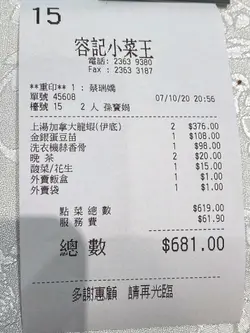 15
容記小菜王
電話: 2363 9380
Fax : 2363 3187
**重印** 1 : 蔡瑞嬌
單號 45608 07/10/20 20:56
檯號 15 2 人 孫寶鍋
上湯加拿大龍蝦(伊底) 2 $376.00
金銀蛋豆苗 1 $108.00
洗衣機蒜香骨 1 $98.00
晚 茶 2 $20.00
酸菜/花生 1 $15.00
外賣飯盒 1 $1.00
外賣袋 1 $1.00
點 菜 總 數 $619.00
服 務 費 $61.90
總 數 $681.00
多謝惠顧 請再光臨